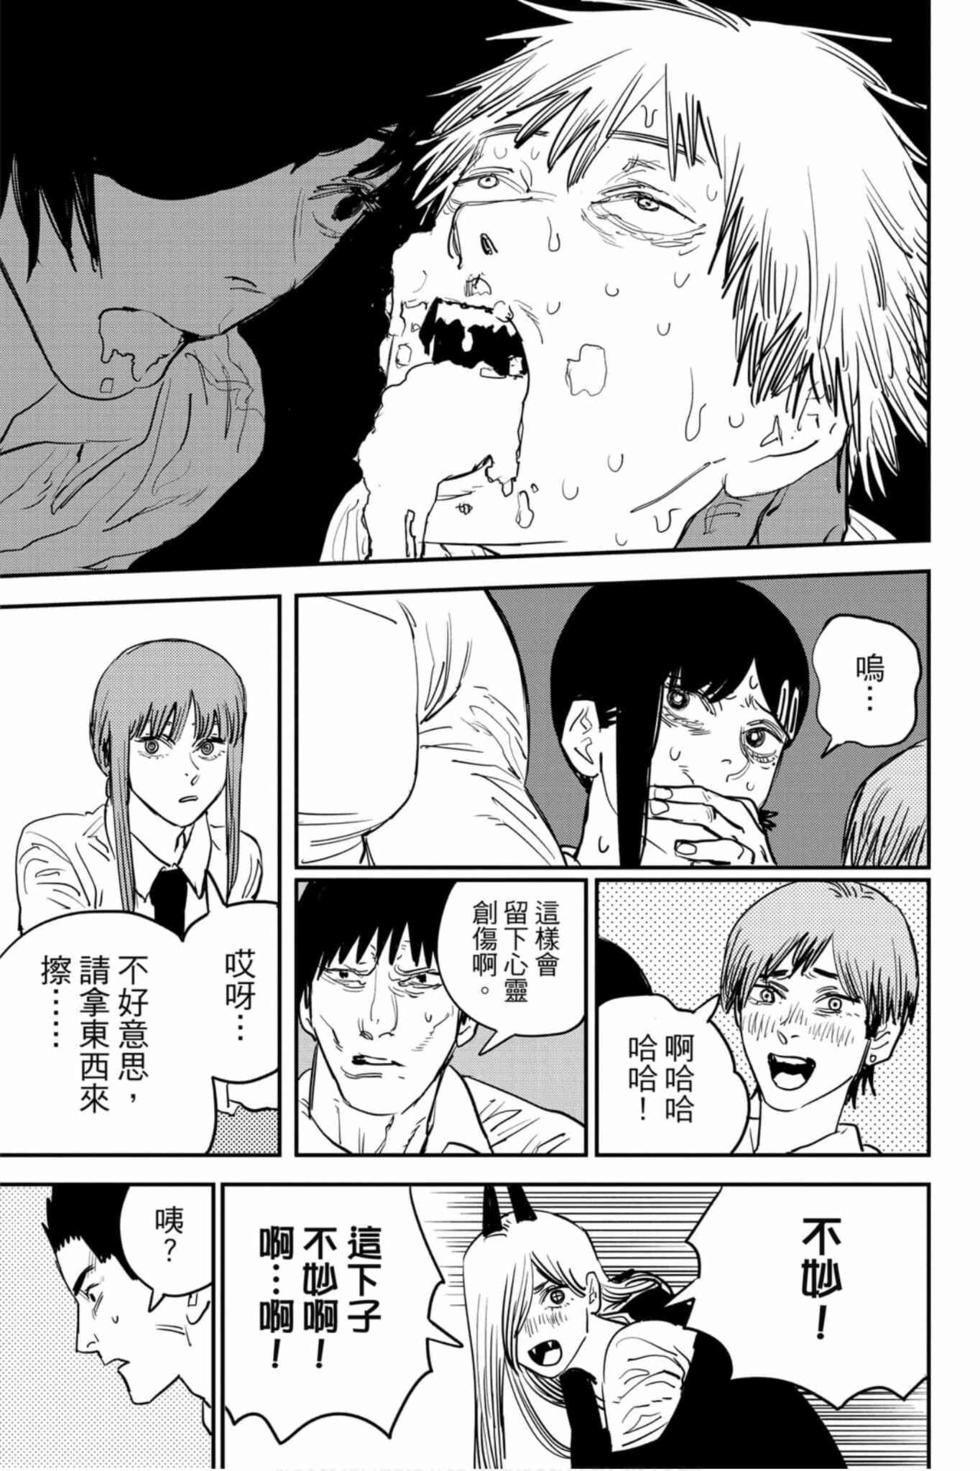 嗚…
啊哈哈
哈哈！
這樣會
留下心靈
創傷啊。
哎呀…
不好意思，
請拿東西來
擦……
不妙！
這下子
不妙啊！
啊…啊！
咦？